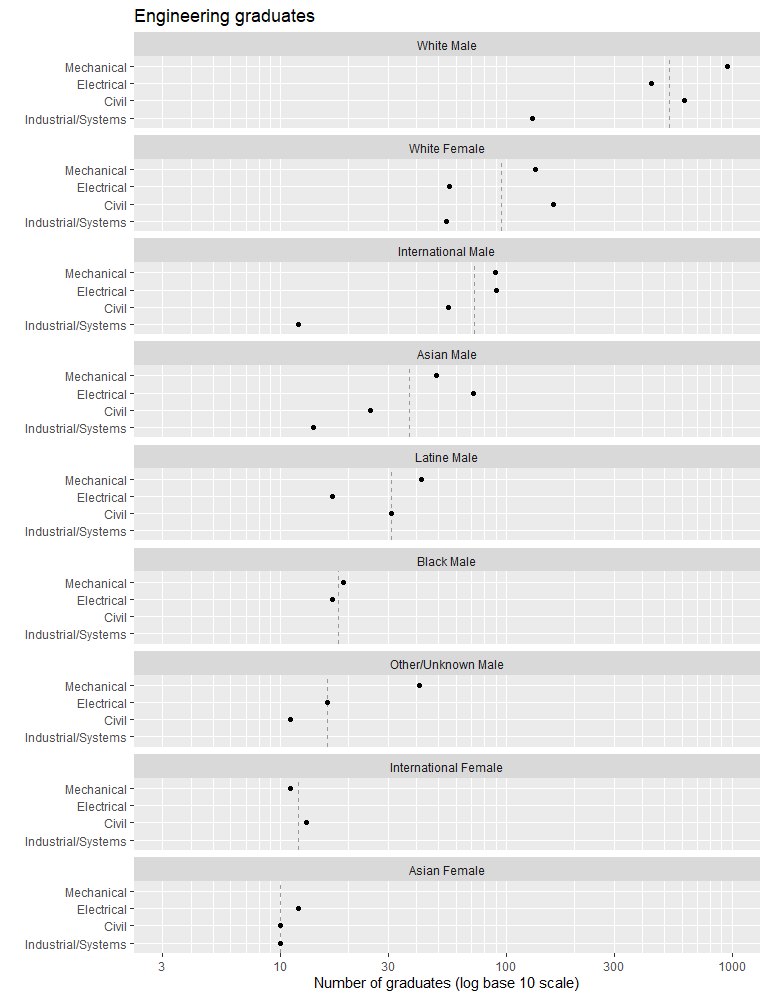 Engineering graduates
White Male
Mechanical
Electrical
Civil
Industrial/Systems
White Female
Mechanical
Electrical
Civil
Industrial/Systems
International Male
Mechanical
Electrical
Civil
Industrial/Systems
Asian Male
Mechanical
Electrical
Civil
Industrial/Systems
Latine Male
Mechanical
Electrical
Civil
Industrial/Systems
Black Male
Mechanical
Electrical
Civil
Industrial/Systems
Other/Unknown Male
Mechanical
Electrical
Civil
Industrial/Systems
International Female
Mechanical
Electrical
Civil
Industrial/Systems
Asian Female
Mechanical
Electrical
Civil
Industrial/Systems
3 10 30 100 300 1000
Number of graduates (log base 10 scale)